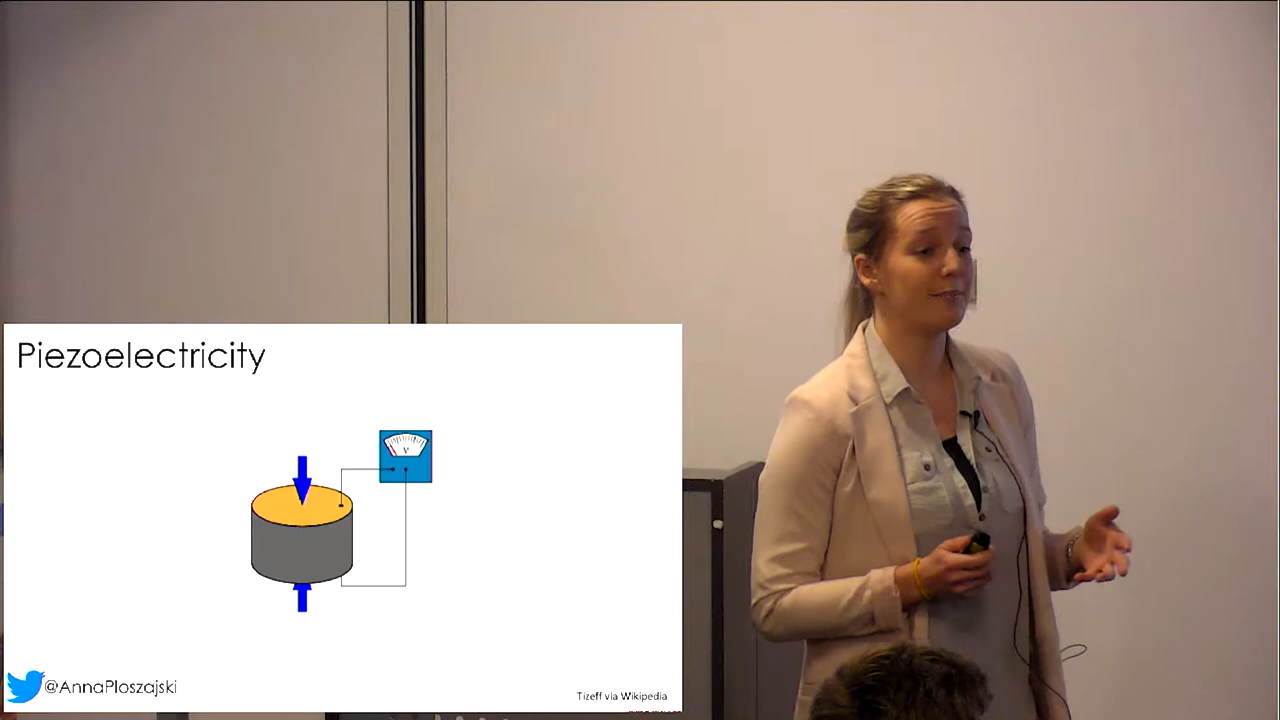 Piezoelectricity
V
@AnnaPloszajski
Tizeff via Wikipedia